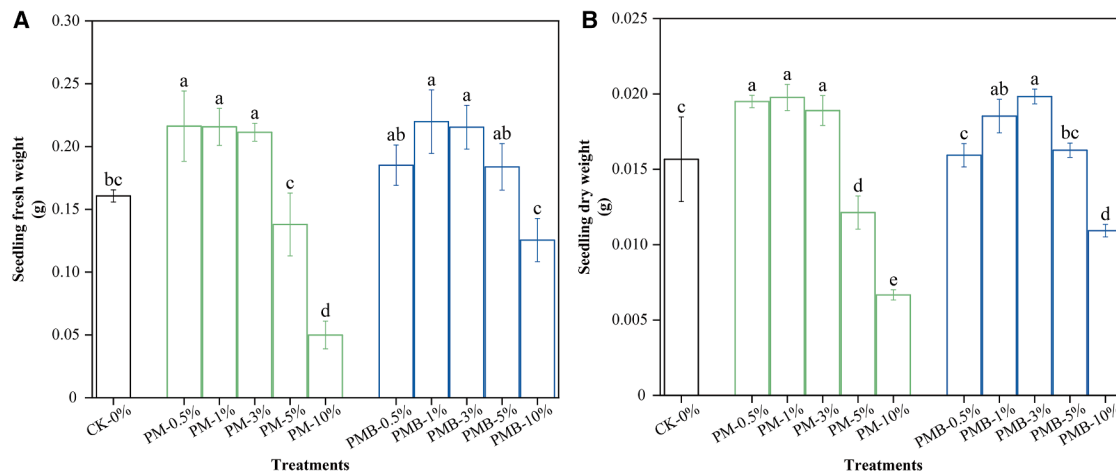 A
0.30
0.25
0.20
0.15
0.10
0.05
0
Seedling fresh weight
(g)
bc
a
a
a
c
d
ab
a
a
ab
c
CK-0%
PM-0.5%
PM-1%
PM-3%
PM-5%
PM-10%
PMB-0.5%
PMB-1%
PMB-3%
PMB-5%
PMB-10%
Treatments
B
0.025
0.020
0.015
0.010
0.005
0
Seedling dry weight
(g)
c
a
a
a
d
e
c
ab
a
bc
d
CK-0%
PM-0.5%
PM-1%
PM-3%
PM-5%
PM-10%
PMB-0.5%
PMB-1%
PMB-3%
PMB-5%
PMB-10%
Treatments